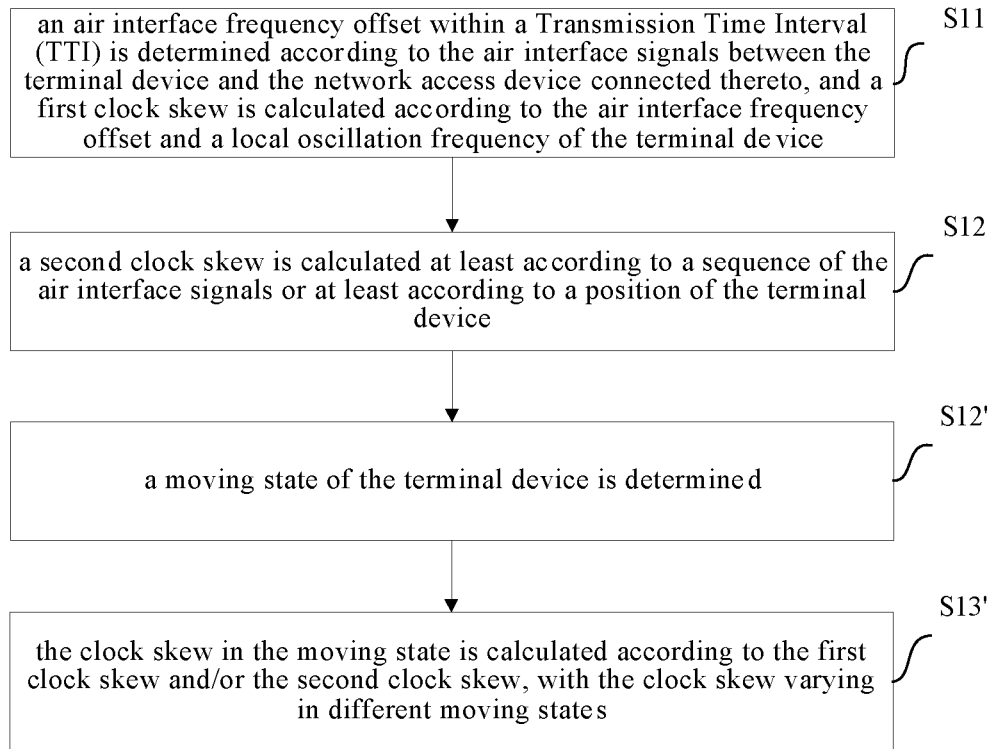 S11
an air interface frequency offset within a Transmission Time Interval
(TTI) is determined according to the air interface signals between the
terminal device and the network access device connected thereto, and a
first clock skew is calculated according to the air interface frequency
offset and a local oscillation frequency of the terminal device
S12
a second clock skew is calculated at least according to a sequence of the
air interface signals or at least according to a position of the terminal
device
S12'
a moving state of the terminal device is determined
S13'
the clock skew in the moving state is calculated according to the first
clock skew and/or the second clock skew, with the clock skew varying
in different moving states